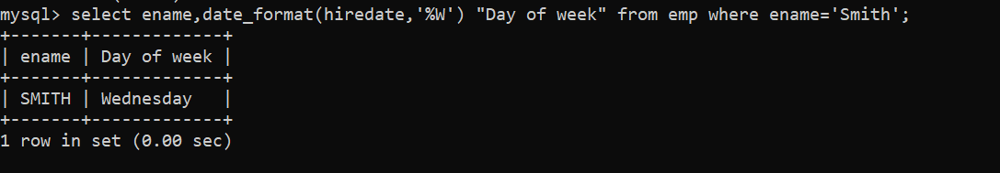 mysql> select ename,date_format(hiredate,'%W') "Day of week" from emp where ename='Smith';
+-------+-------------+
| ename | Day of week |
+-------+-------------+
| SMITH | Wednesday   |
+-------+-------------+
1 row in set (0.00 sec)